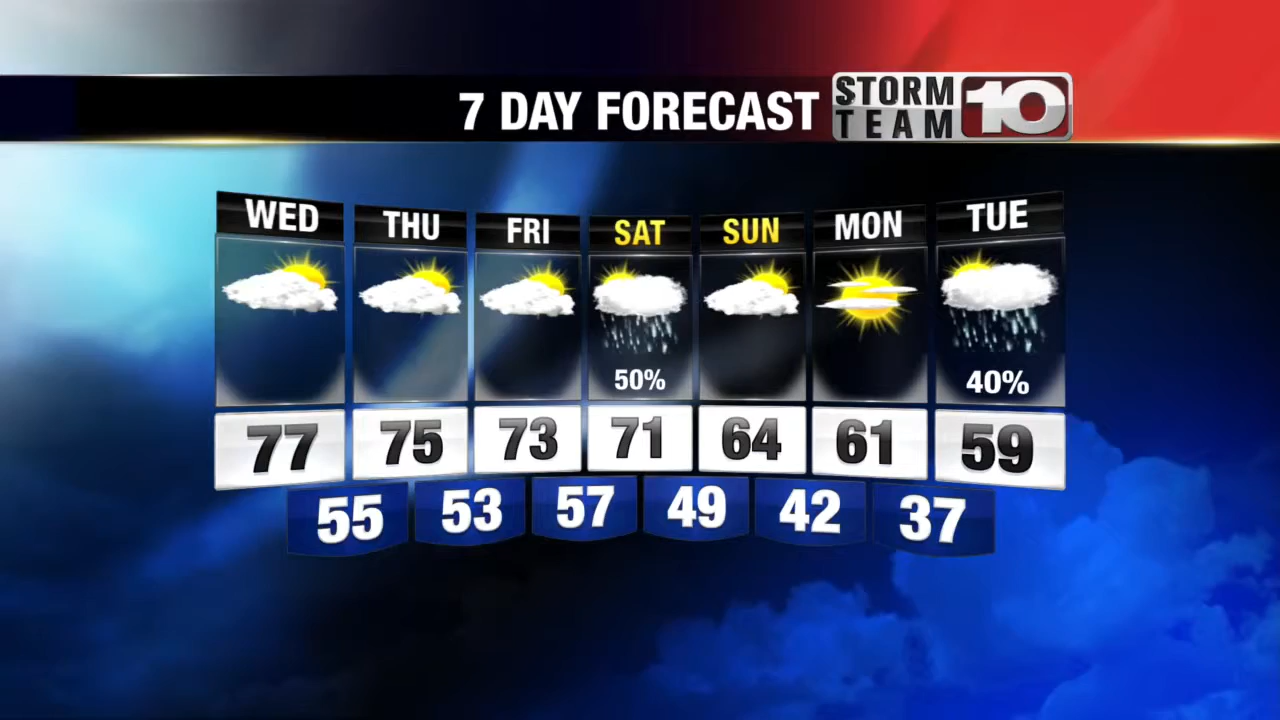 7 DAY FORECAST
STORM TEAM 10
WED THU FRI SAT SUN MON TUE
50% 40%
77 75 73 71 64 61 59
55 53 57 49 42 37